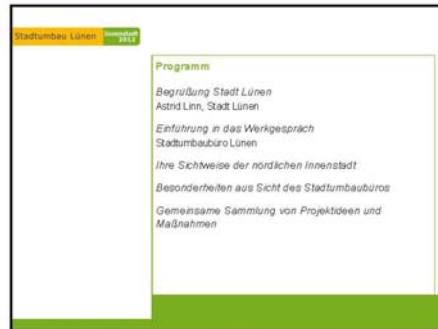 Stadtumbau Lünen
Innenstadt
2012
Programm
Begrüßung Stadt Lünen
Astrid Linn, Stadt Lünen
Einführung in das Werkgespräch
Stadtumbaubüro Lünen
Ihre Sichtweise der nördlichen Innenstadt
Besonderheiten aus Sicht des Stadtumbaubüros
Gemeinsame Sammlung von Projektideen und
Maßnahmen